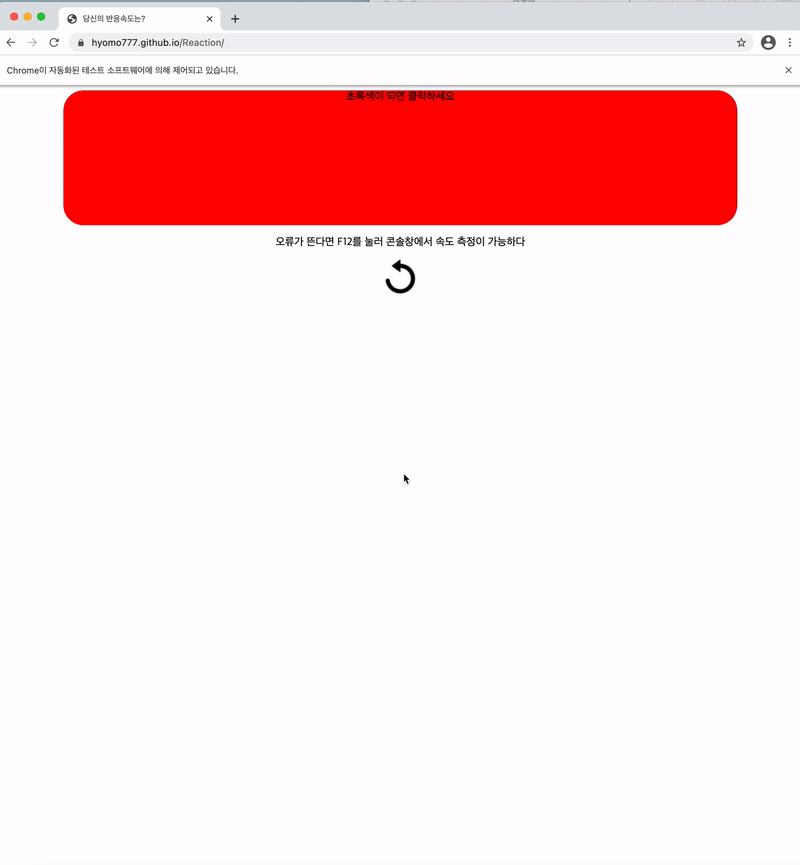 당신의 반응속도는?
hyomo777.github.io/Reaction/
Chrome이 자동화된 테스트 소프트웨어에 의해 제어되고 있습니다.
초록색이 되면 클릭하세요
오류가 뜬다면 F12를 눌러 콘솔창에서 속도 측정이 가능하다